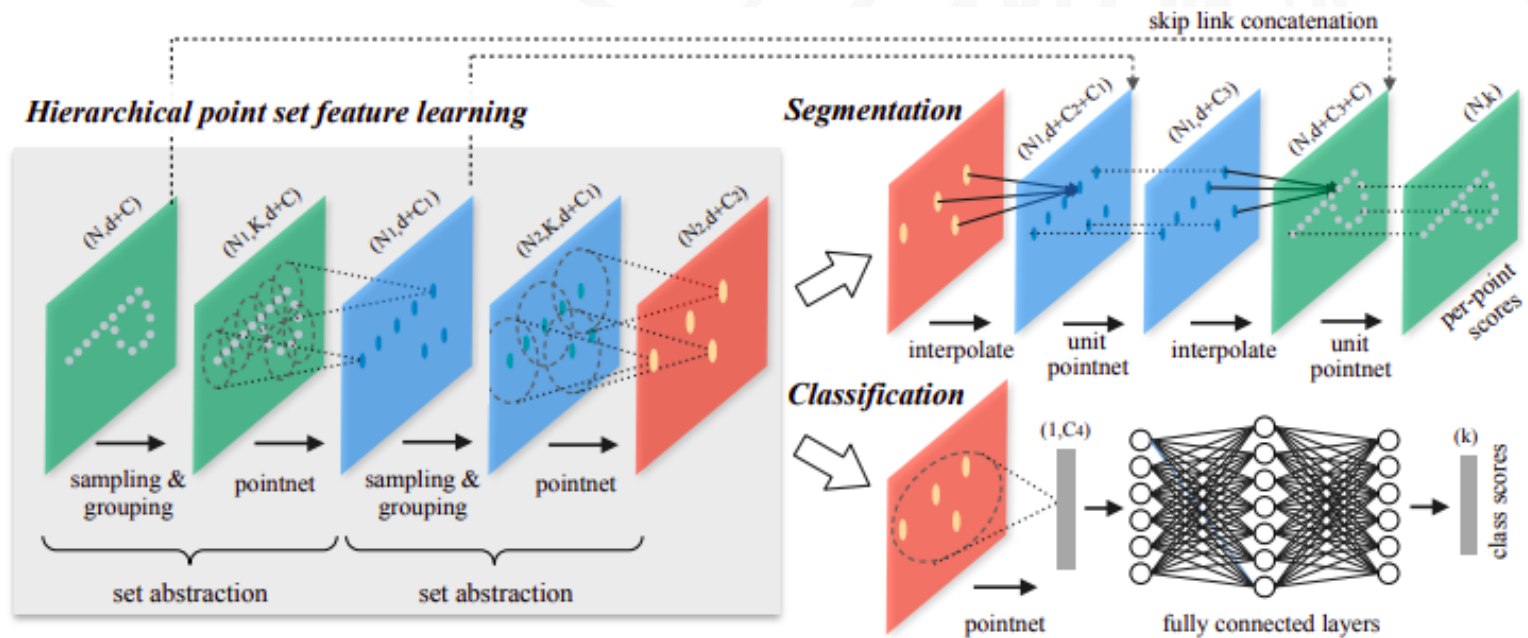 skip link concatenation
Hierarchical point set feature learning
(N,d+C)
(N1,K,d+C)
(N1,d+C1)
(N2,K,d+C1)
(N2,d+C2)
sampling &
grouping
pointnet
sampling &
grouping
pointnet
set abstraction
set abstraction
Segmentation
(N1,d+C2+C1)
(N1,d+C3)
(N,d+C3+C)
(N,k)
interpolate
unit
pointnet
interpolate
unit
pointnet
per-point
scores
Classification
(1,C4)
(k)
pointnet
fully connected layers
class scores